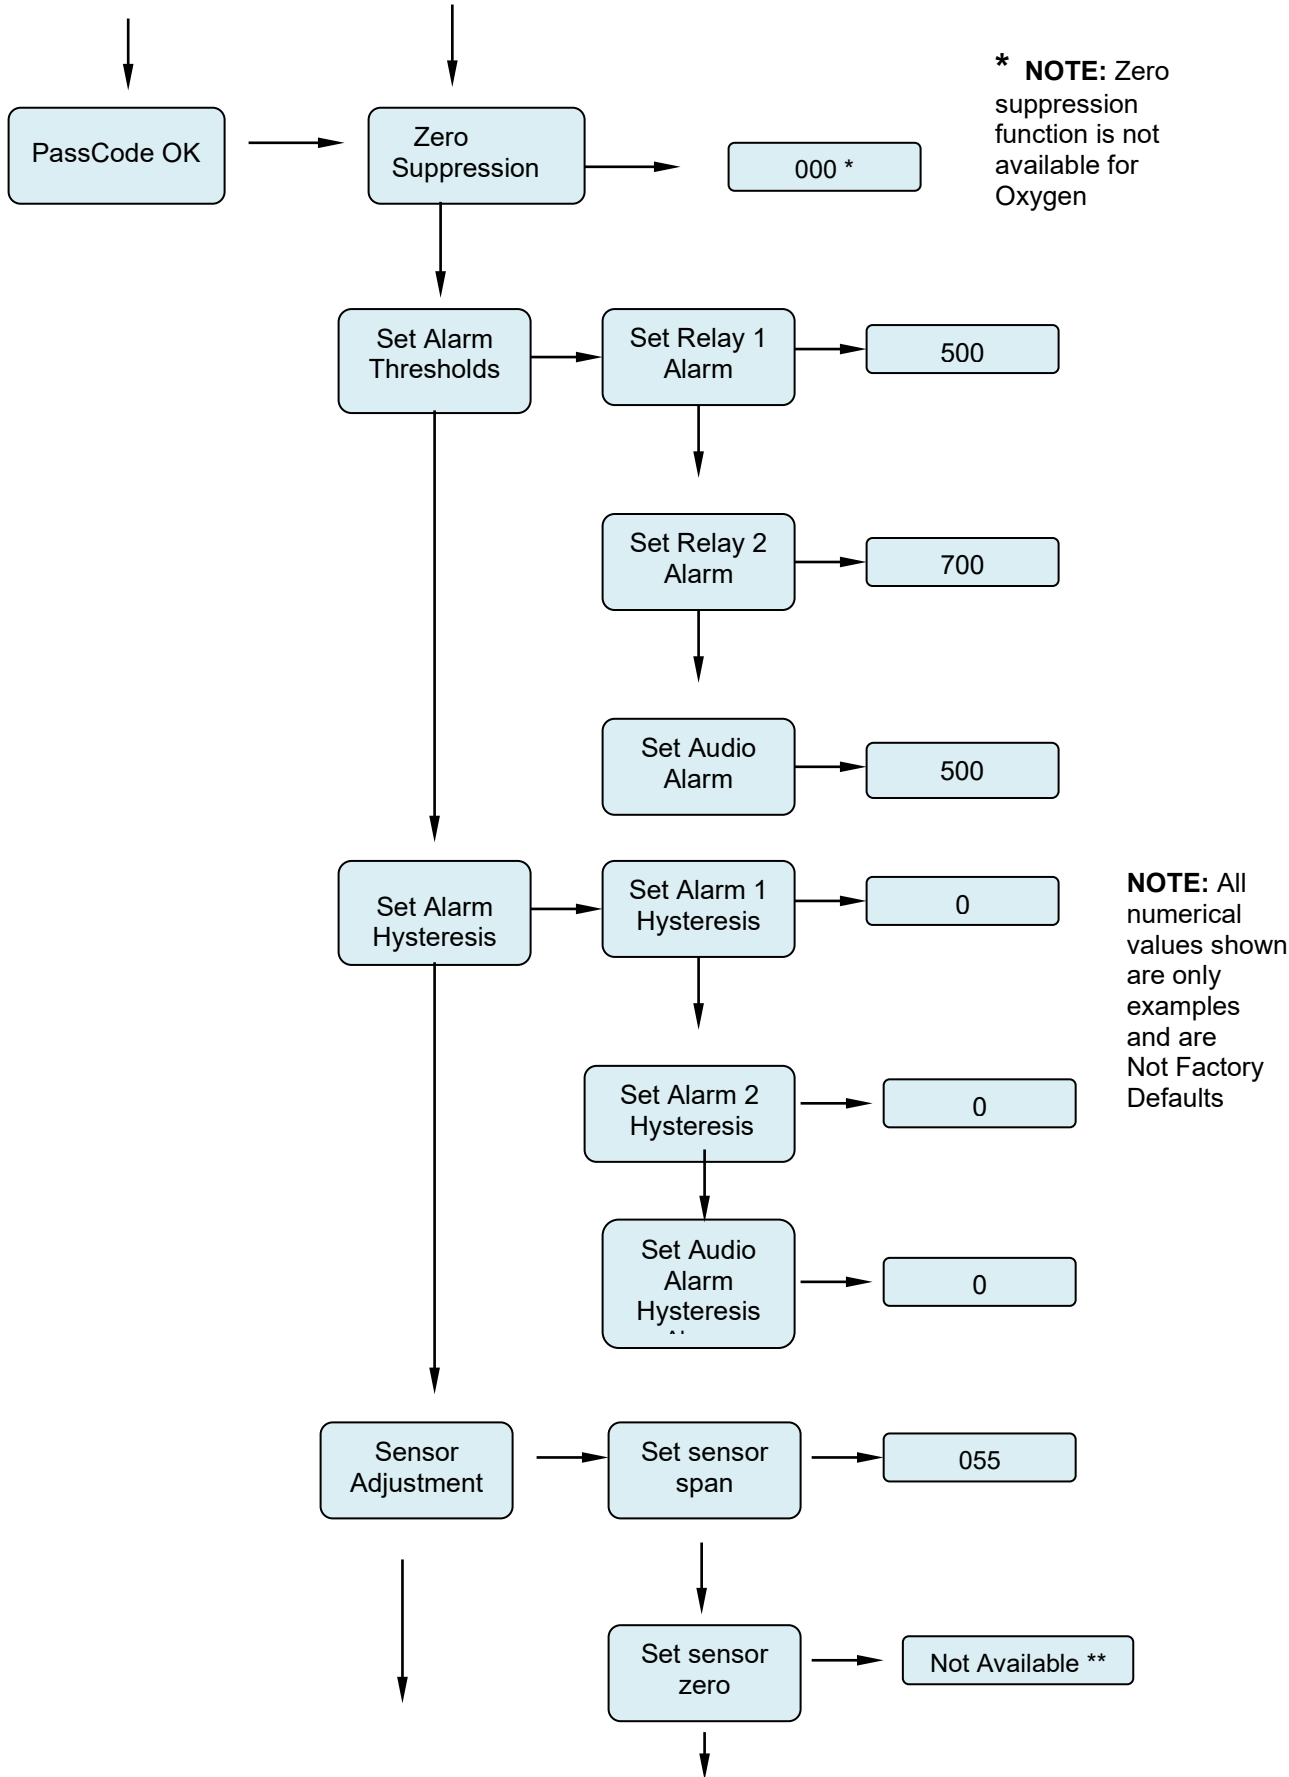 * NOTE: Zero
suppression
function is not
available for
Oxygen
PassCode OK
Zero
Suppression
000 *
Set Alarm
Thresholds
Set Relay 1
Alarm
500
Set Relay 2
Alarm
700
Set Audio
Alarm
500
Set Alarm
Hysteresis
Set Alarm 1
Hysteresis
0
NOTE: All
numerical
values shown
are only
examples
and are
Not Factory
Defaults
Set Alarm 2
Hysteresis
0
Set Audio
Alarm
Hysteresis
0
Sensor
Adjustment
Set sensor
span
055
Set sensor
zero
Not Available **